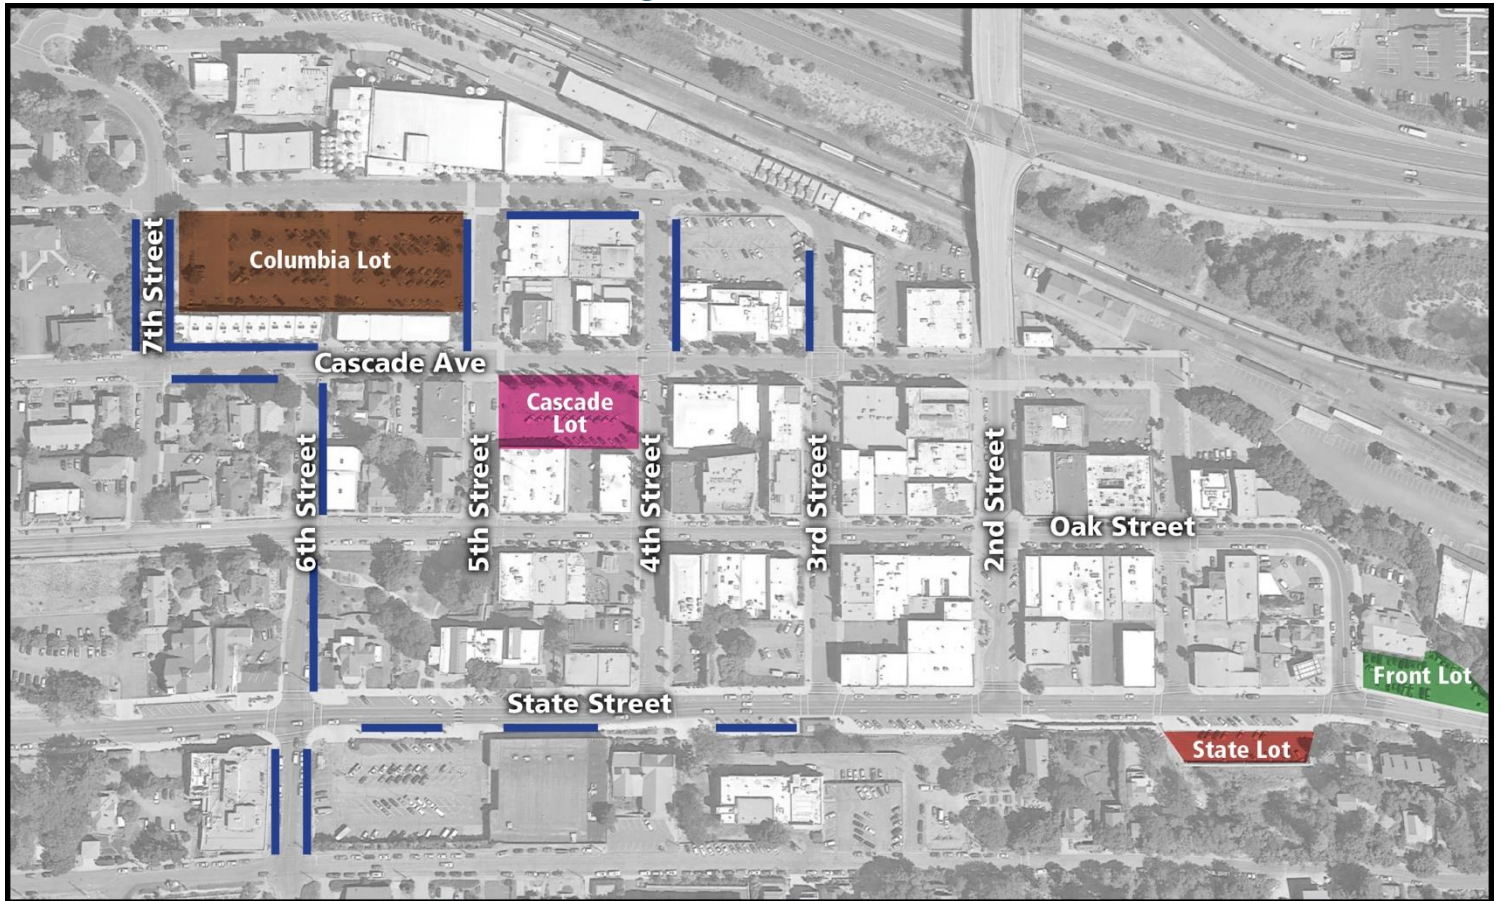 7th Street
Columbia Lot
Cascade Ave
Cascade
Lot
6th Street
5th Street
4th Street
3rd Street
2nd Street
Oak Street
State Street
Front Lot
State Lot